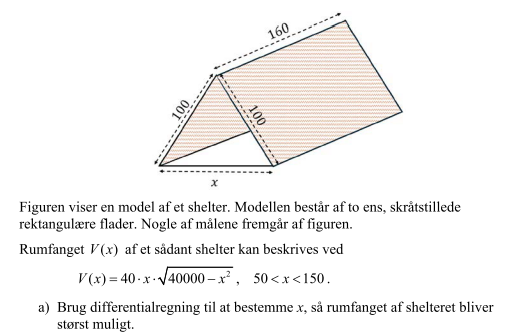 160
100
100
x
Figuren viser en model af et shelter. Modellen består af to ens, skråtstillede
rektangulære flader. Nogle af målene fremgår af figuren.
Rumfanget V(x) af et sådant shelter kan beskrives ved
V(x) = 40·x·√(40000 − x²) , 50 < x < 150.
a) Brug differentialregning til at bestemme x, så rumfanget af shelteret bliver
størst muligt.